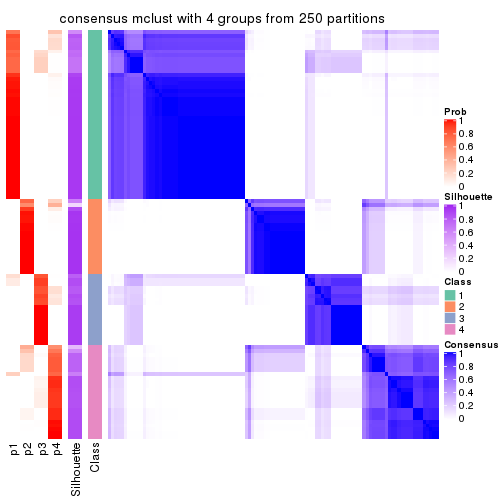 consensus mclust with 4 groups from 250 partitions
Prob
1
0.8
0.6
0.4
0.2
0
Silhouette
1
0.8
0.6
0.4
0.2
0
Class
1
2
3
4
Consensus
1
0.8
0.6
0.4
0.2
0
p1
p2
p3
p4
Silhouette
Class